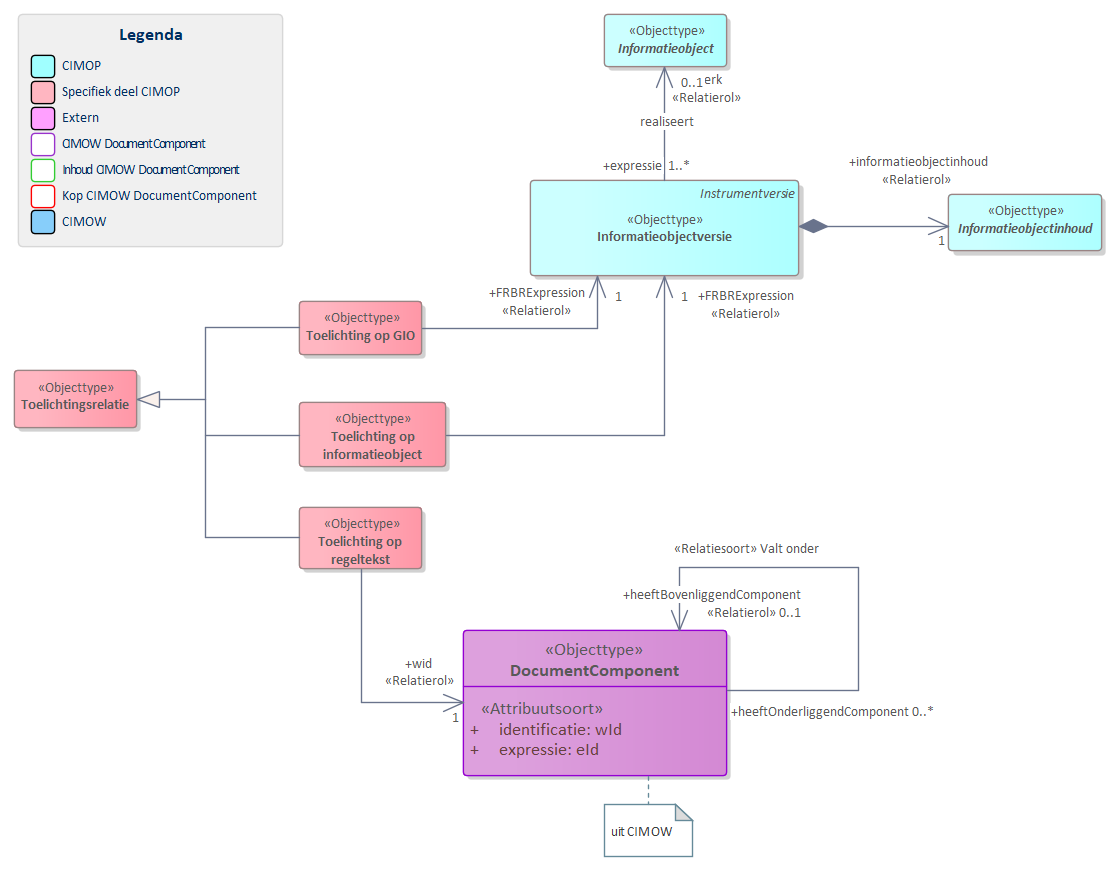 Legenda
CIMOP
Specifiek deel CIMOP
Extern
CIMOW DocumentComponent
Inhoud CIMOW DocumentComponent
Kop CIMOW DocumentComponent
CIMOW
«Objecttype»
Informatieobject
0..1 erk
«Relatierol»
realiseert
+expressie 1..*
Instrumentversie
«Objecttype»
Informatieobjectversie
+informatieobjectinhoud
«Relatierol»
1
«Objecttype»
Informatieobjectinhoud
+FRBRExpression
«Relatierol»
1
1
+FRBRExpression
«Relatierol»
«Objecttype»
Toelichting op GIO
«Objecttype»
Toelichtingsrelatie
«Objecttype»
Toelichting op
informatieobject
«Objecttype»
Toelichting op
regeltekst
«Relatiesoort» Valt onder
+heeftBovenliggendComponent
«Relatierol» 0..1
+wid
«Relatierol»
1
«Objecttype»
DocumentComponent
«Attribuutsoort»
+ identificatie: wId
+ expressie: eId
+heeftOnderliggendComponent 0..*
uit CIMOW